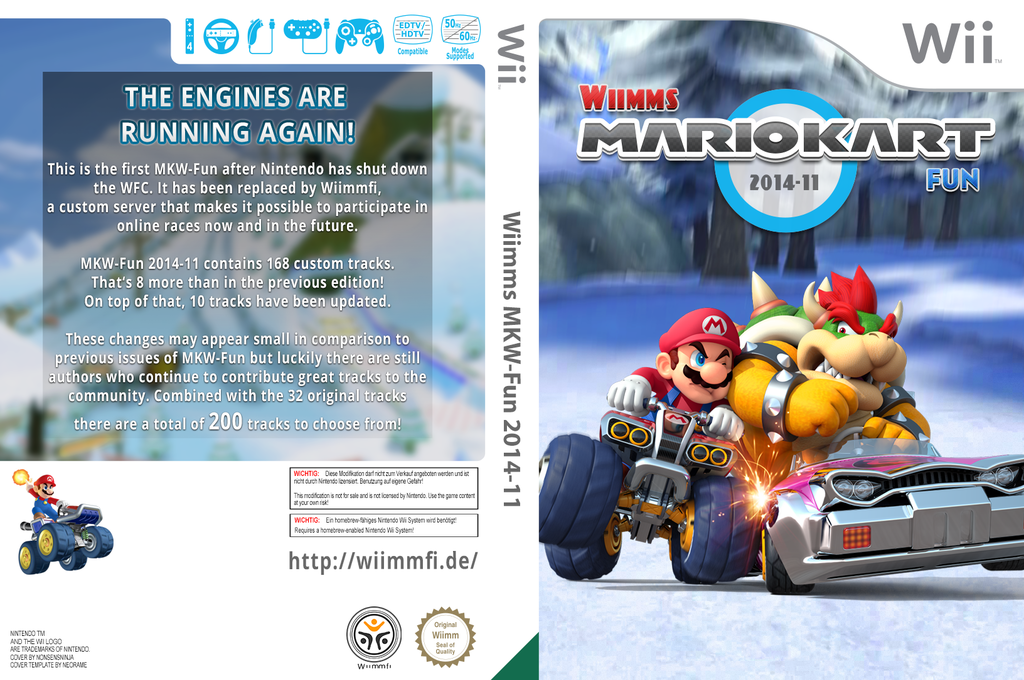 4
EDTV/
HDTV
Compatible
50Hz
60Hz
Modes
Supported
THE ENGINES ARE
RUNNING AGAIN!
This is the first MKW-Fun after Nintendo has shut down
the WFC. It has been replaced by Wiimmfi,
a custom server that makes it possible to participate in
online races now and in the future.
MKW-Fun 2014-11 contains 168 custom tracks.
That's 8 more than in the previous edition!
On top of that, 10 tracks have been updated.
These changes may appear small in comparison to
previous issues of MKW-Fun but luckily there are still
authors who continue to contribute great tracks to the
community. Combined with the 32 original tracks
there are a total of 200 tracks to choose from!
WICHTIG: Diese Modifikation darf nicht zum Verkauf angeboten werden und ist
nicht durch Nintendo lizensiert. Benutzung auf eigene Gefahr!
This modification is not for sale and is not licensed by Nintendo. Use the game content
at your own risk!
WICHTIG: Ein homebrew-fähiges Nintendo Wii System wird benötigt!
Requires a homebrew-enabled Nintendo Wii System!
http://wiimmfi.de/
NINTENDO TM
AND THE WII LOGO
ARE TRADEMARKS OF NINTENDO.
COVER BY NONSENSNINJA
COVER TEMPLATE BY NEORAME
Wiimmfi
Original
Wiimm
Seal of
Quality
Wii
Wiimms MKW-Fun 2014-11
Wii™
WIIMMS
MARIOKART
2014-11
FUN
M